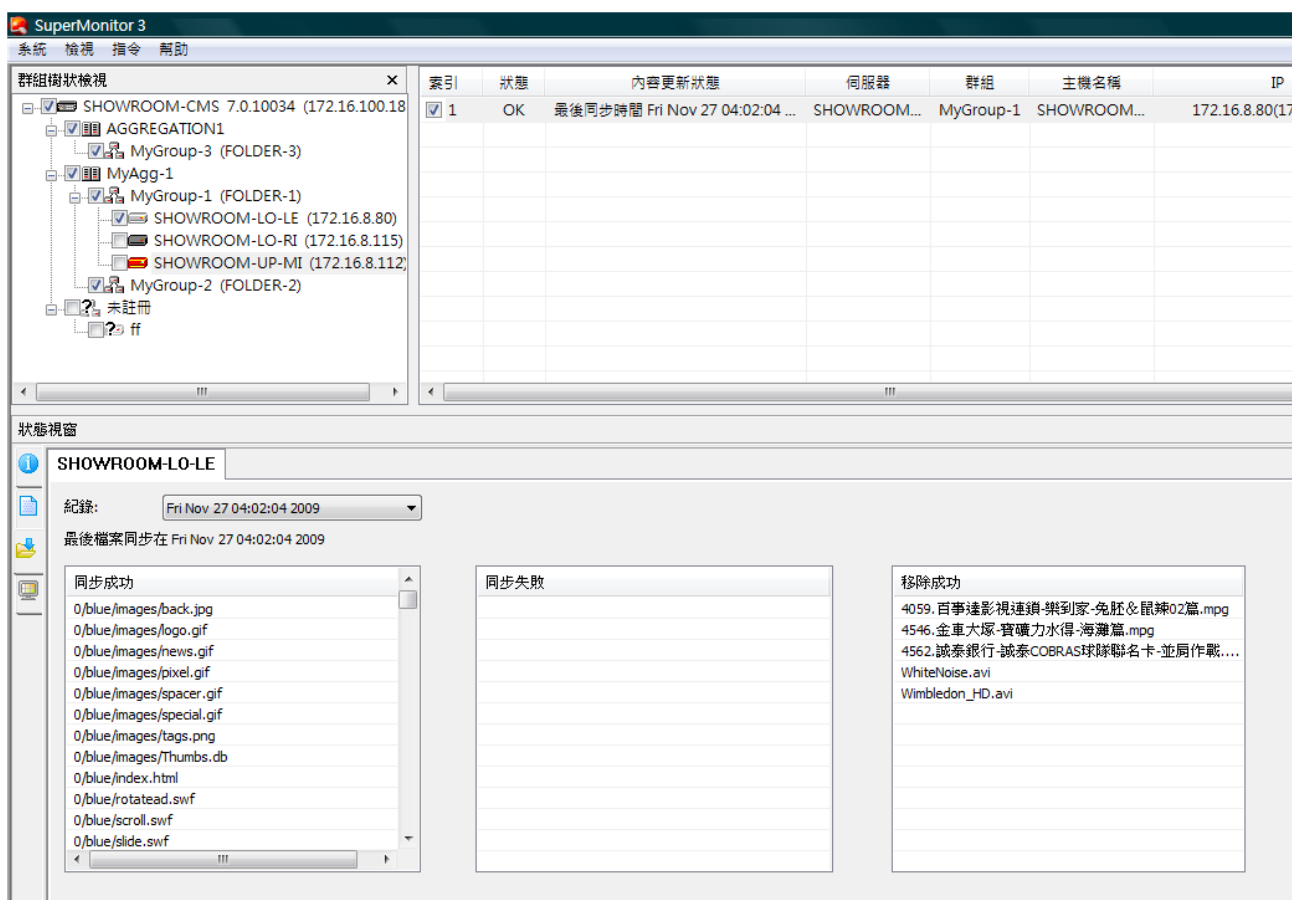 SuperMonitor 3
系統 檢視 指令 幫助
群組樹狀檢視
SHOWROOM-CMS 7.0.10034 (172.16.100.18
AGGREGATION1
MyGroup-3 (FOLDER-3)
MyAgg-1
MyGroup-1 (FOLDER-1)
SHOWROOM-LO-LE (172.16.8.80)
SHOWROOM-LO-RI (172.16.8.115)
SHOWROOM-UP-MI (172.16.8.112)
MyGroup-2 (FOLDER-2)
未註冊
ff
索引 狀態 內容更新狀態 伺服器 群組 主機名稱 IP
1 OK 最後同步時間 Fri Nov 27 04:02:04 ... SHOWROOM... MyGroup-1 SHOWROOM... 172.16.8.80(17
狀態視窗
SHOWROOM-LO-LE
紀錄: Fri Nov 27 04:02:04 2009
最後檔案同步在 Fri Nov 27 04:02:04 2009
同步成功
0/blue/images/back.jpg
0/blue/images/logo.gif
0/blue/images/news.gif
0/blue/images/pixel.gif
0/blue/images/spacer.gif
0/blue/images/special.gif
0/blue/images/tags.png
0/blue/images/Thumbs.db
0/blue/index.html
0/blue/rotatead.swf
0/blue/scroll.swf
0/blue/slide.swf
同步失敗
移除成功
4059.百事達影視連鎖-樂到家-兔胚&鼠辣02篇.mpg
4546.金車大塚-寶礦力水得-海灘篇.mpg
4562.誠泰銀行-誠泰COBRAS球隊聯名卡-並肩作戰....
WhiteNoise.avi
Wimbledon_HD.avi